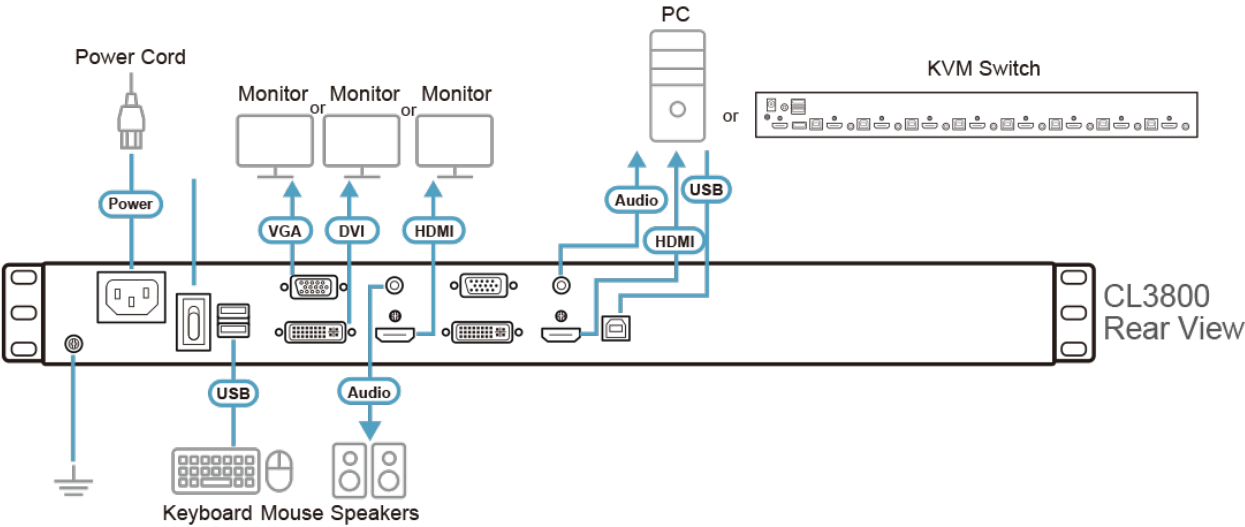 PC
Power Cord
KVM Switch
Monitor or Monitor or Monitor
or
Power
Audio
USB
VGA
DVI
HDMI
HDMI
CL3800
Rear View
USB
Audio
Keyboard Mouse Speakers